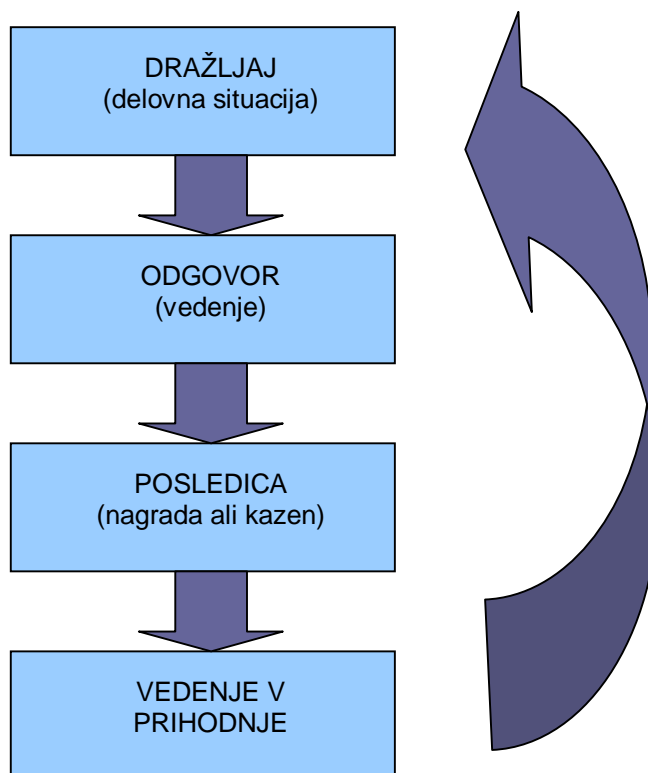 DRAŽLJAJ
(delovna situacija)
ODGOVOR
(vedenje)
POSLEDICA
(nagrada ali kazen)
VEDENJE V
PRIHODNJE